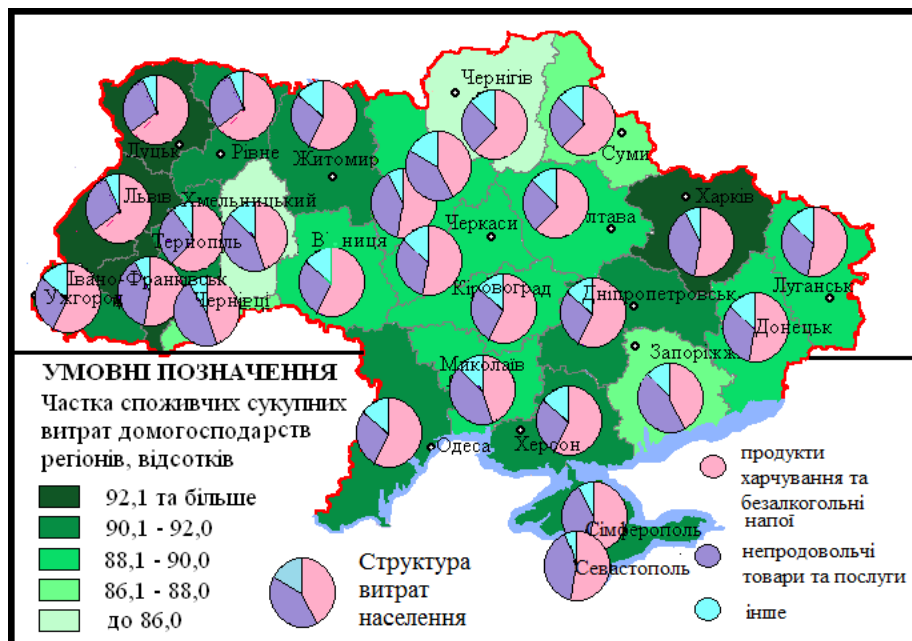 Чернігів
Суми
Луцьк
Рівне
Житомир
Львів
Хмельницький
Харків
Черкаси
лтава
Тернопіль
В нниця
Івано-Франківськ
Ужгород
Чернівці
Кіровоград
Дніпропетровськ
Луганськ
Донецьк
Запоріжж
Миколаїв
Одеса
Херсон
Сімферополь
Севастополь
УМОВНІ ПОЗНАЧЕННЯ
Частка споживчих сукупних
витрат домогосподарств
регіонів, відсотків
92,1 та більше
90,1 - 92,0
88,1 - 90,0
86,1 - 88,0
до 86,0
Структура
витрат
населення
продукти
харчування та
безалкогольні
напої
непродовольчі
товари та послуги
інше